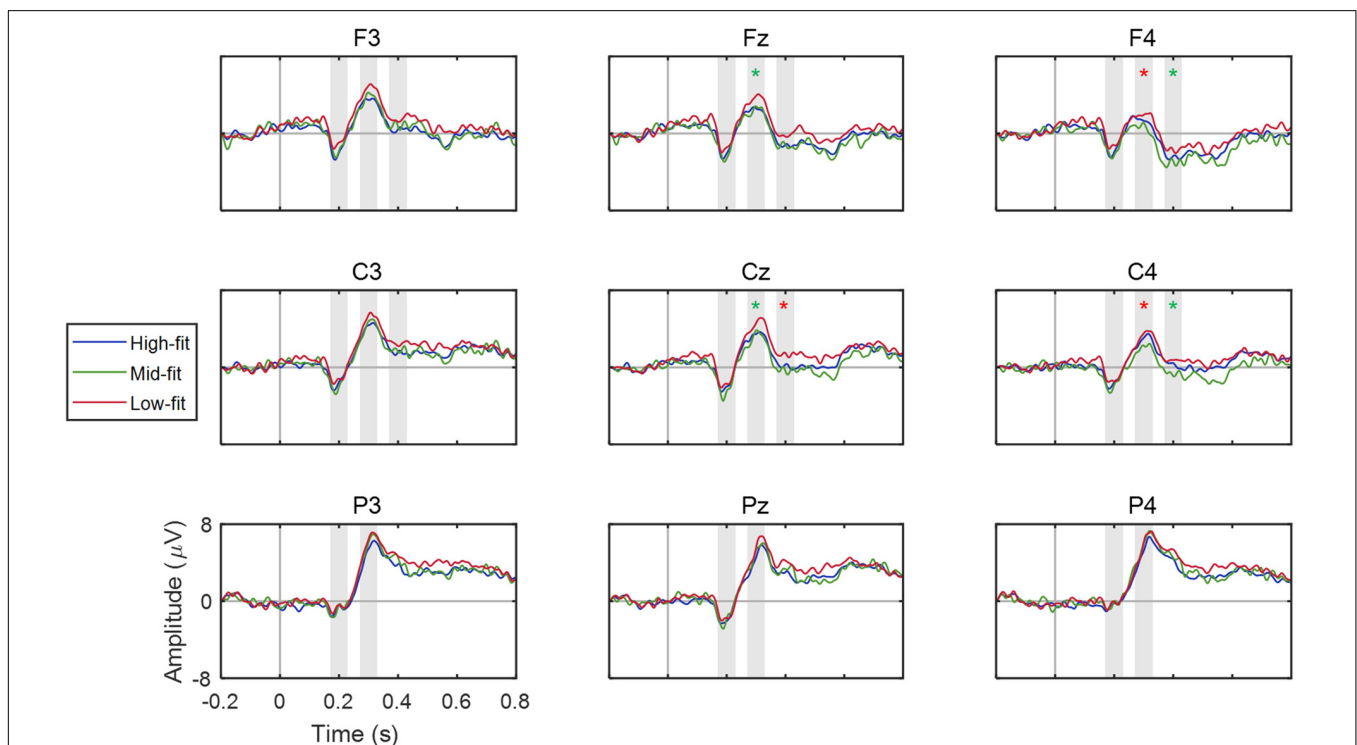 F3 Fz F4
* * *
C3 Cz C4
* * * *
High-fit
Mid-fit
Low-fit
P3 Pz P4
Amplitude (μV)
8
0
-8
-0.2 0 0.2 0.4 0.6 0.8
Time (s)